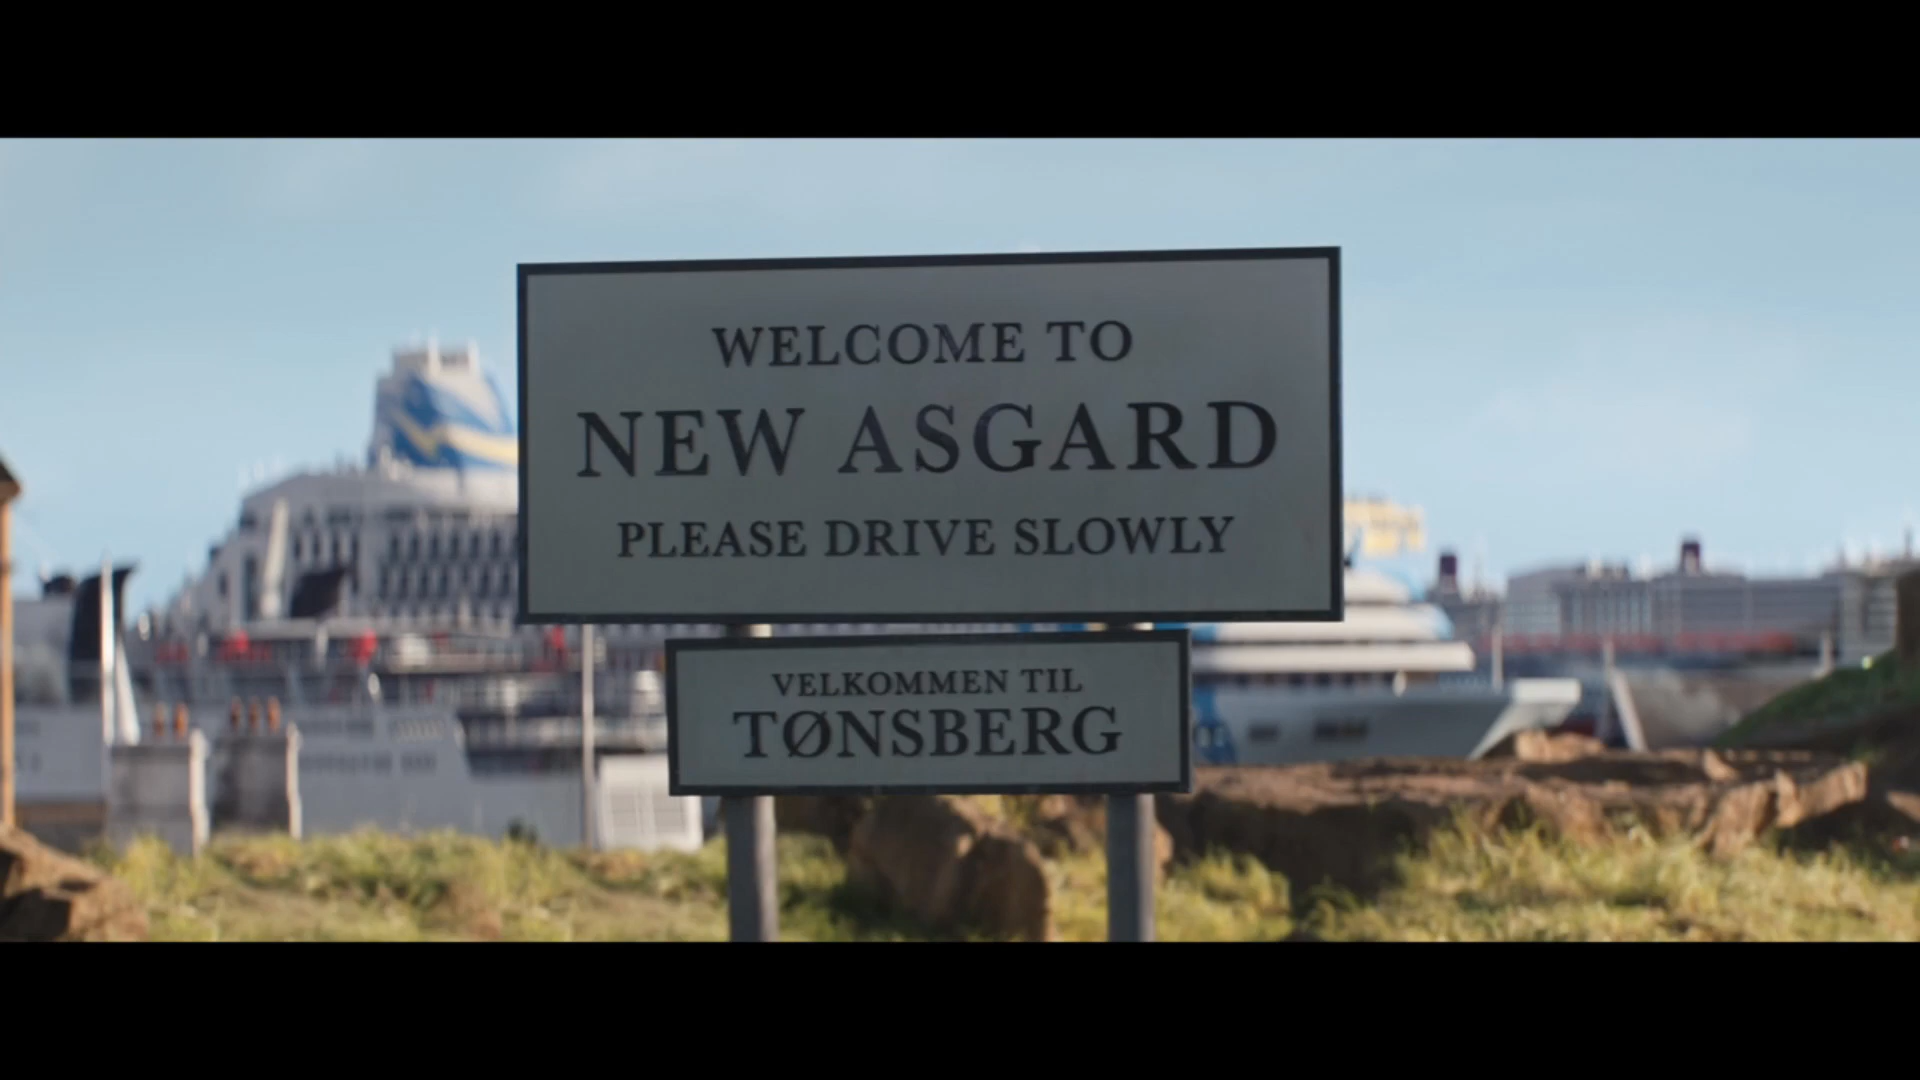 WELCOME TO
NEW ASGARD
PLEASE DRIVE SLOWLY
VELKOMMEN TIL
TØNSBERG